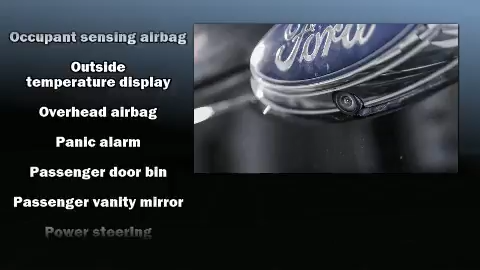 Occupant sensing airbag
Outside
temperature display
Overhead airbag
Panic alarm
Passenger door bin
Passenger vanity mirror
Power steering
Ford